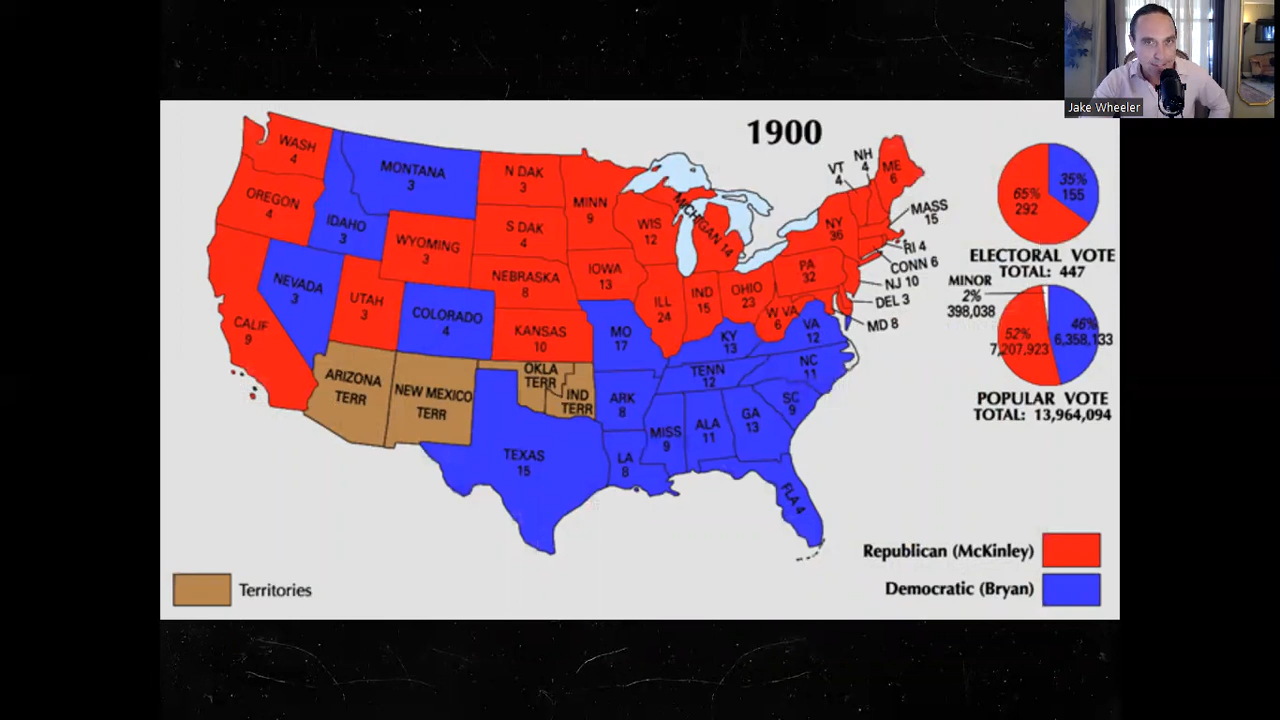 Jake Wheeler
1900
WASH
4
OREGON
4
CALIF
9
NEVADA
3
IDAHO
3
MONTANA
3
WYOMING
3
UTAH
3
COLORADO
4
ARIZONA
TERR
NEW MEXICO
TERR
N DAK
3
S DAK
4
NEBRASKA
8
KANSAS
10
OKLA
TERR
IND
TERR
TEXAS
15
MINN
9
IOWA
13
MO
17
ARK
8
LA
8
WIS
12
ILL
24
MICHIGAN 14
IND
15
OHIO
23
KY
13
TENN
12
MISS
9
ALA
11
GA
13
FLA 4
SC
9
NC
11
VA
12
W VA
6
PA
32
NY
36
VT
4
NH
4
ME
6
MASS
15
RI 4
CONN 6
NJ 10
DEL 3
MD 8
65%
292
35%
155
ELECTORAL VOTE
TOTAL: 447
MINOR
2%
398,038
52%
7,207,923
46%
6,358,133
POPULAR VOTE
TOTAL: 13,964,094
Republican (McKinley)
Democratic (Bryan)
Territories